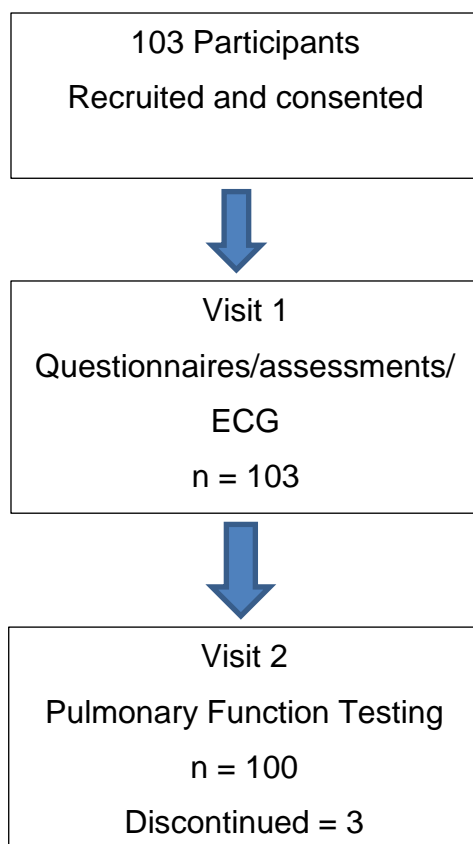 103 Participants
Recruited and consented
Visit 1
Questionnaires/assessments/
ECG
n = 103
Visit 2
Pulmonary Function Testing
n = 100
Discontinued = 3